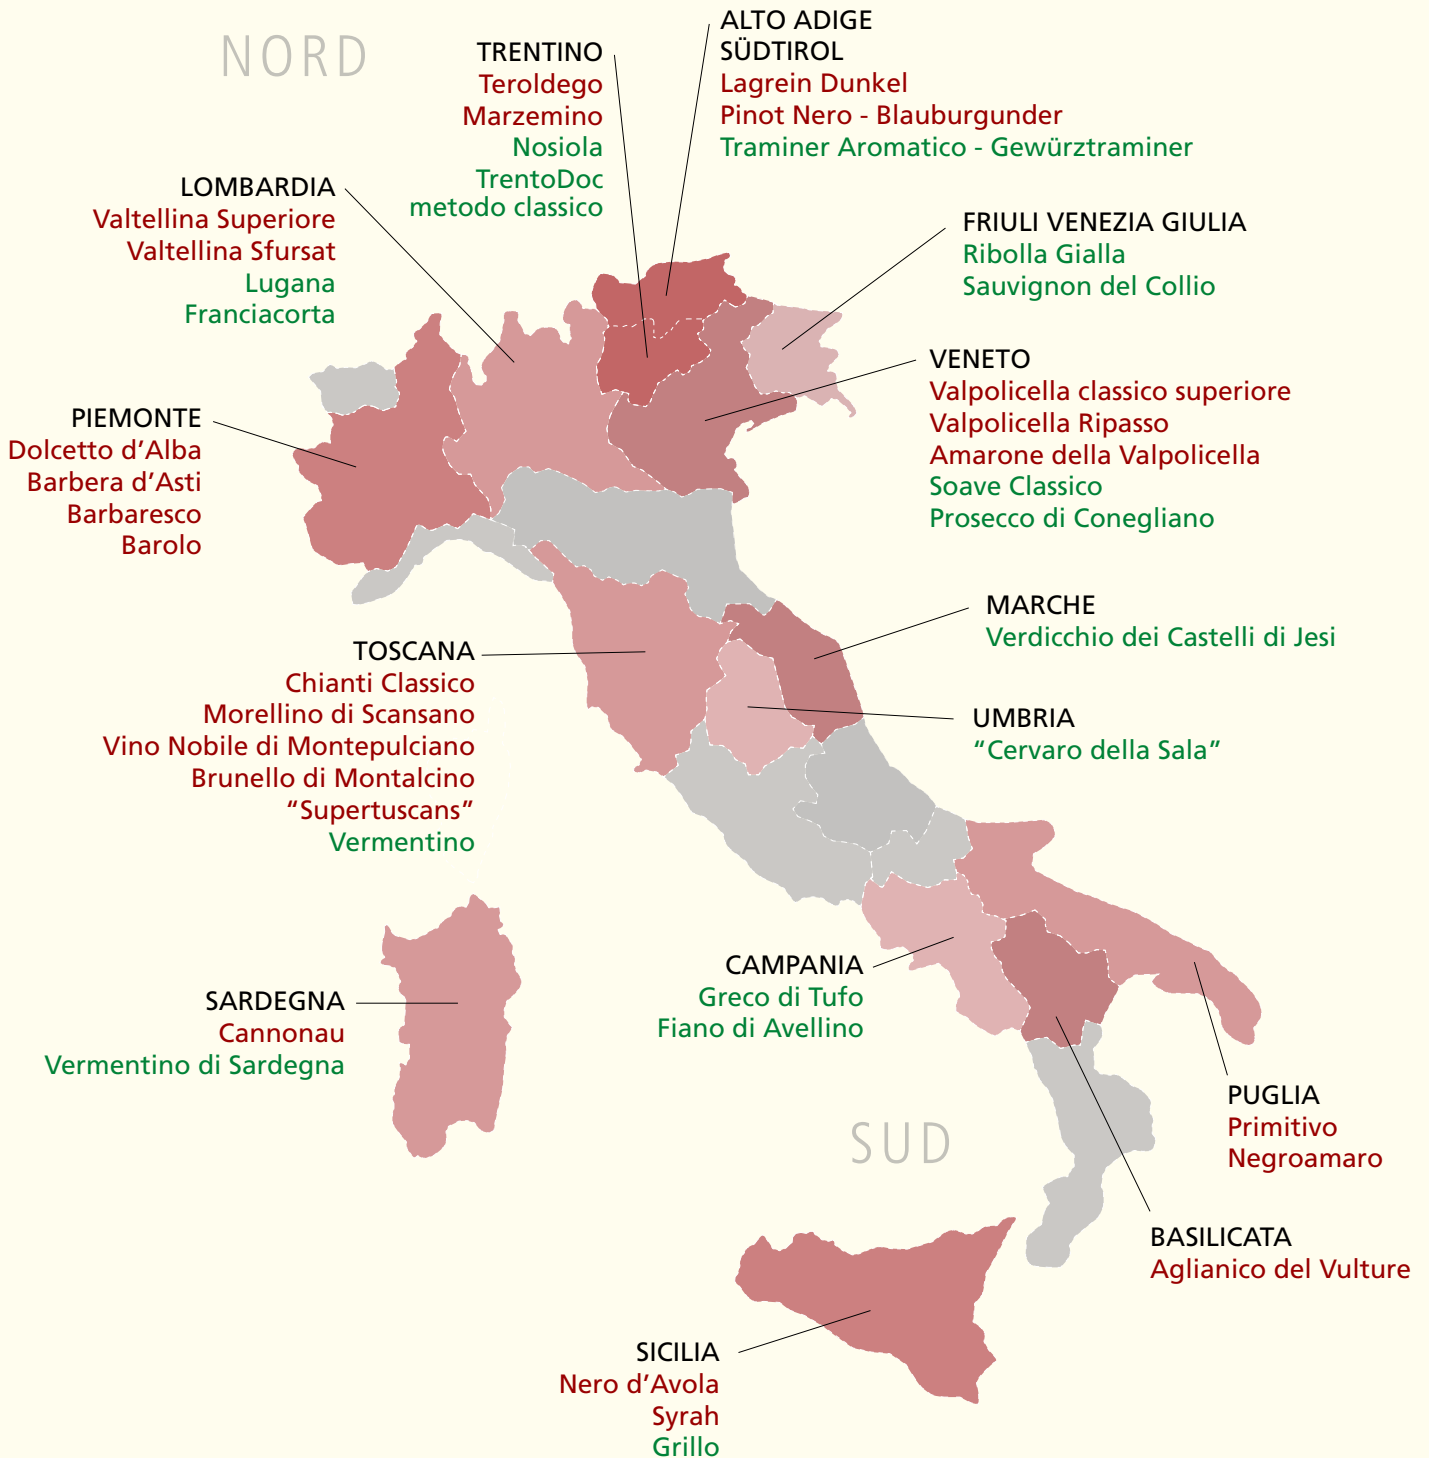 NORD
ALTO ADIGE
SÜDTIROL
Lagrein Dunkel
Pinot Nero - Blauburgunder
Traminer Aromatico - Gewürztraminer
TRENTINO
Teroldego
Marzemino
Nosiola
TrentoDoc
metodo classico
LOMBARDIA
Valtellina Superiore
Valtellina Sfursat
Lugana
Franciacorta
FRIULI VENEZIA GIULIA
Ribolla Gialla
Sauvignon del Collio
VENETO
Valpolicella classico superiore
Valpolicella Ripasso
Amarone della Valpolicella
Soave Classico
Prosecco di Conegliano
PIEMONTE
Dolcetto d’Alba
Barbera d’Asti
Barbaresco
Barolo
MARCHE
Verdicchio dei Castelli di Jesi
TOSCANA
Chianti Classico
Morellino di Scansano
Vino Nobile di Montepulciano
Brunello di Montalcino
“Supertuscans”
Vermentino
UMBRIA
“Cervaro della Sala”
CAMPANIA
Greco di Tufo
Fiano di Avellino
SARDEGNA
Cannonau
Vermentino di Sardegna
PUGLIA
Primitivo
Negroamaro
SUD
BASILICATA
Aglianico del Vulture
SICILIA
Nero d’Avola
Syrah
Grillo